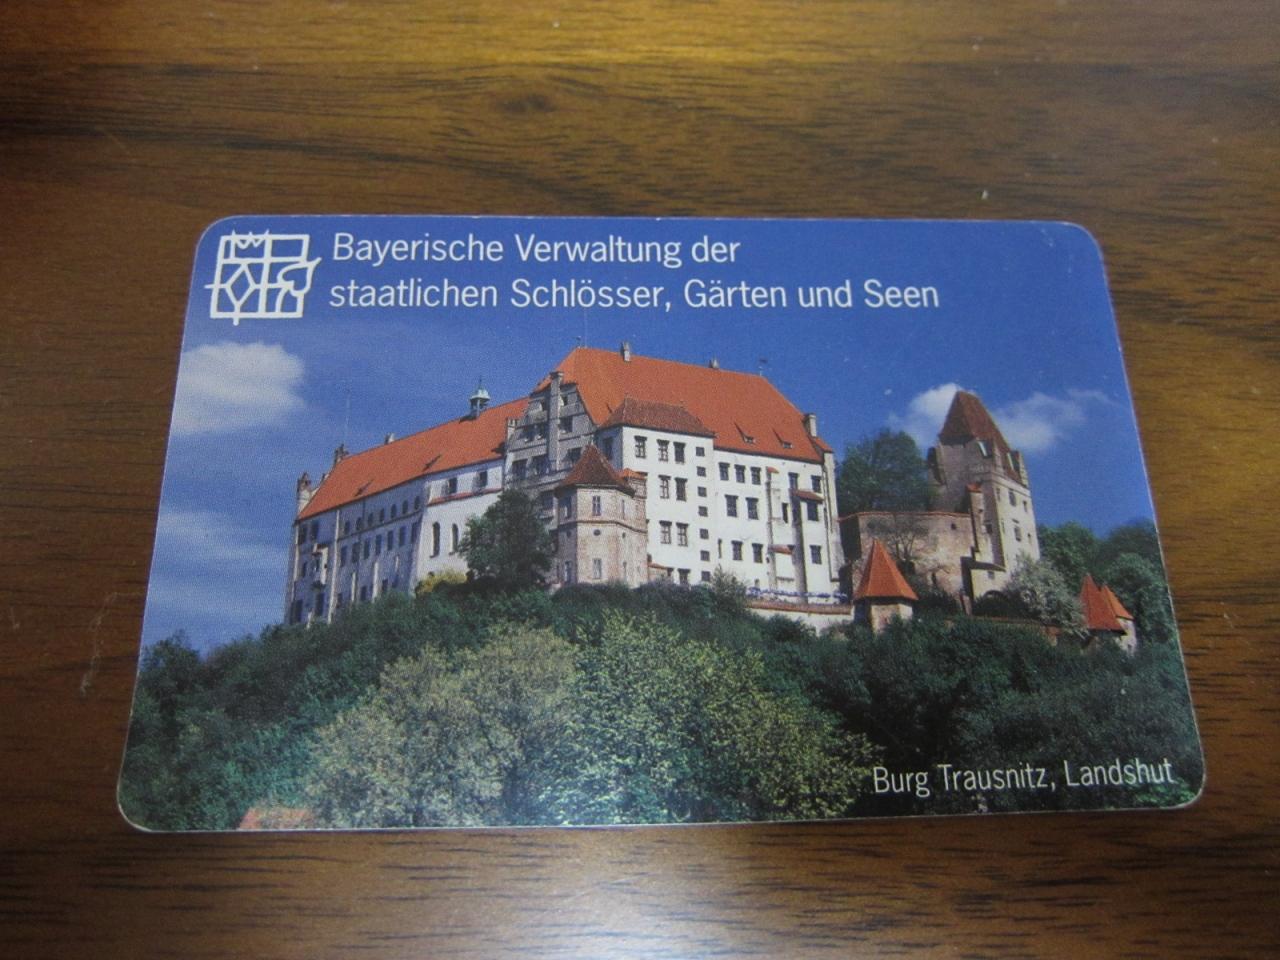 Bayerische Verwaltung der
staatlichen Schlösser, Gärten und Seen
Burg Trausnitz, Landshut